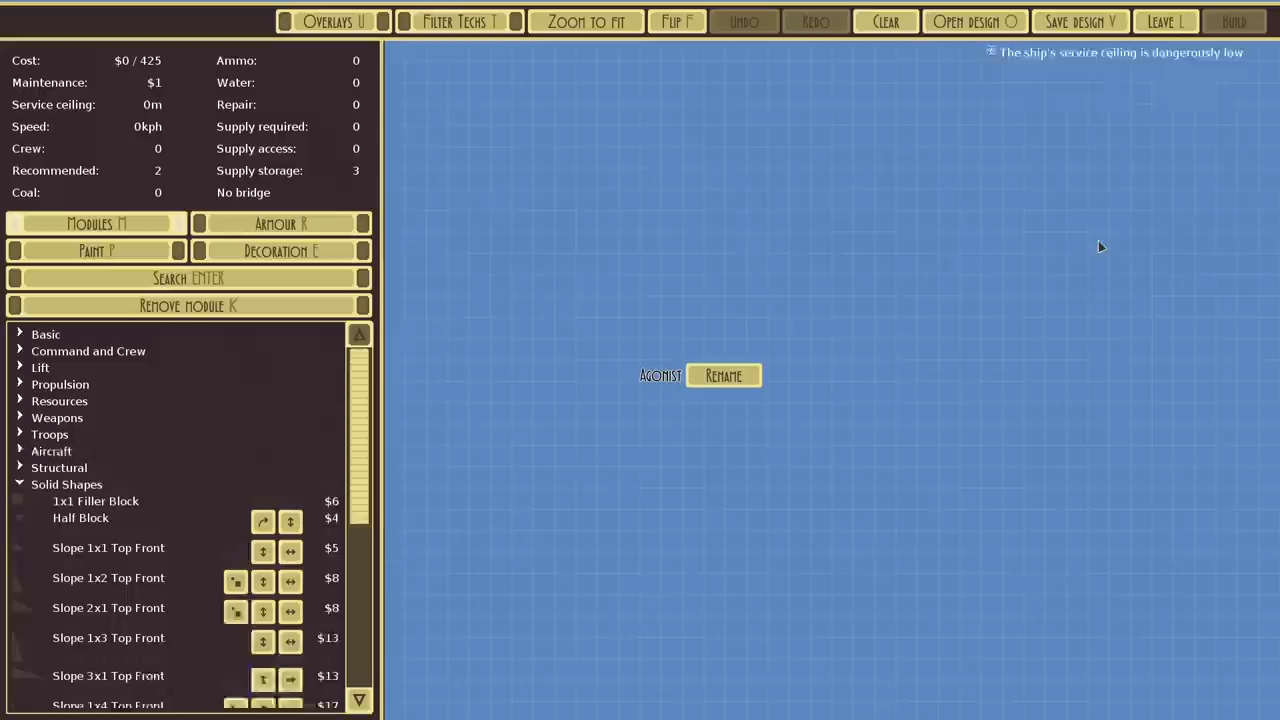 OVERLAYS U FILTER TECHS T ZOOM TO FIT FLIP F UNDO REDO CLEAR OPEN DESIGN O SAVE DESIGN V LEAVE L BUILD
The ship's service ceiling is dangerously low
Cost: $0 / 425 Ammo: 0
Maintenance: $1 Water: 0
Service ceiling: 0m Repair: 0
Speed: 0kph Supply required: 0
Crew: 0 Supply access: 0
Recommended: 2 Supply storage: 3
Coal: 0 No bridge
MODULES M ARMOUR R
PAINT P DECORATION E
SEARCH ENTER
REMOVE MODULE K
Basic
Command and Crew
Lift
Propulsion
AGONIST RENAME
Resources
Weapons
Troops
Aircraft
Structural
Solid Shapes
1x1 Filler Block $6
Half Block $4
Slope 1x1 Top Front $5
Slope 1x2 Top Front $8
Slope 2x1 Top Front $8
Slope 1x3 Top Front $13
Slope 3x1 Top Front $13
Slope 1x4 Top Front $17